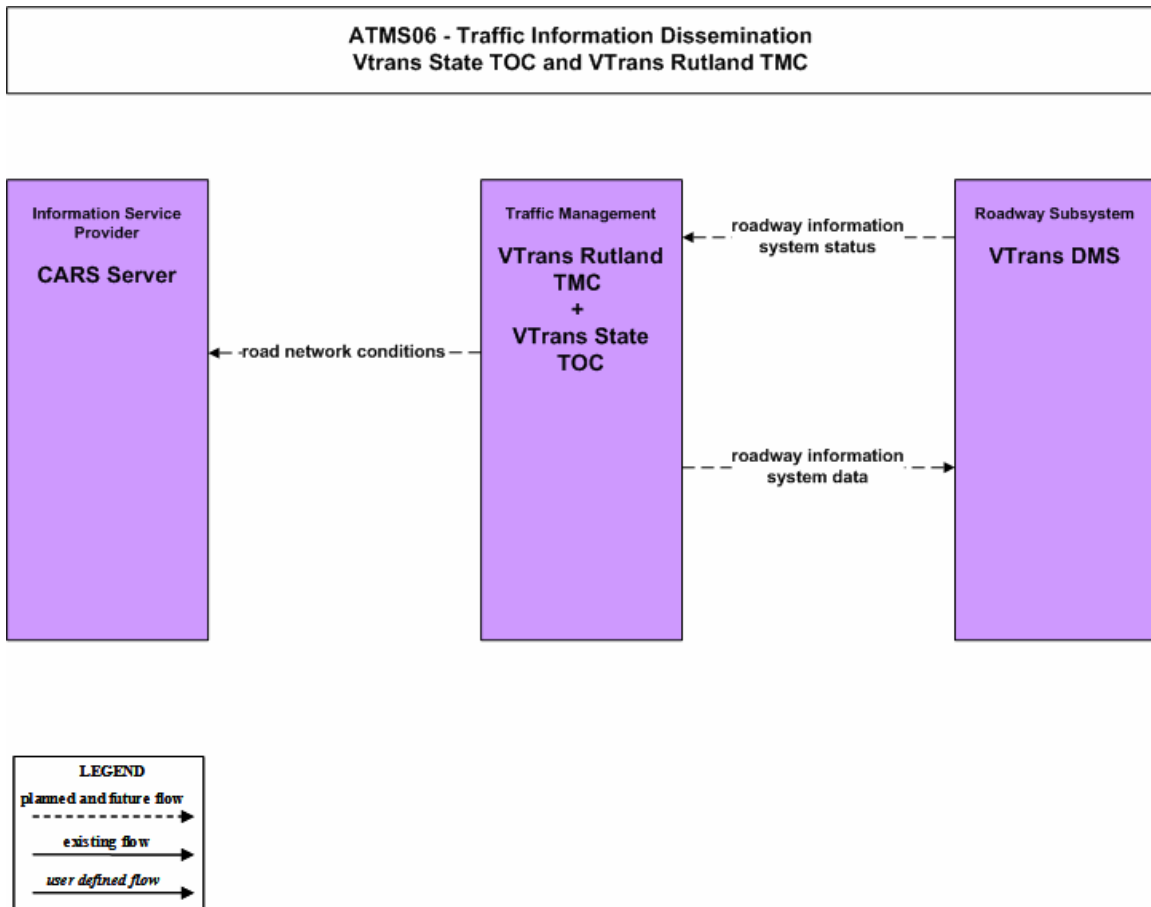 ATMS06 - Traffic Information Dissemination
Vtrans State TOC and VTrans Rutland TMC
Information Service
Provider
CARS Server
road network conditions
Traffic Management
VTrans Rutland
TMC
+
VTrans State
TOC
roadway information
system status
roadway information
system data
Roadway Subsystem
VTrans DMS
LEGEND
planned and future flow
existing flow
user defined flow